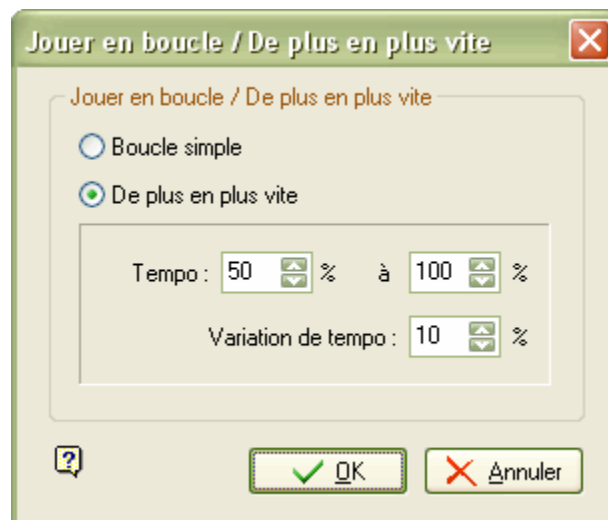 Jouer en boucle / De plus en plus vite
Jouer en boucle / De plus en plus vite
Boucle simple
De plus en plus vite
Tempo : 50 % à 100 %
Variation de tempo : 10 %
? OK Annuler